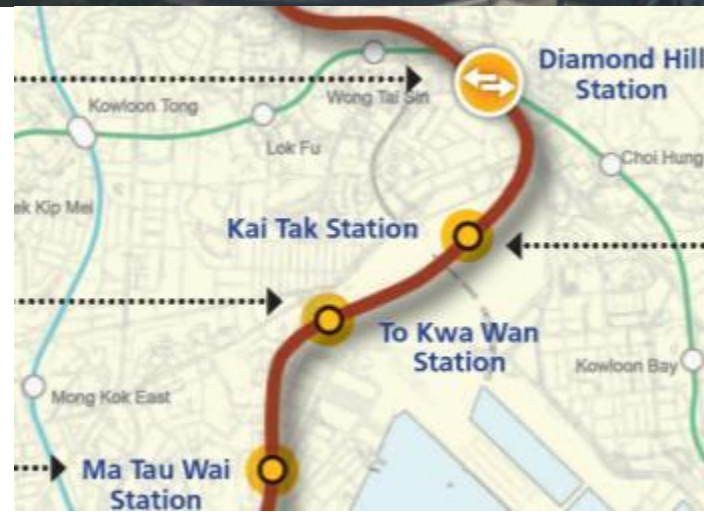 Diamond Hill
Station
Kowloon Tong
Wong Tai Sin
Lok Fu
Choi Hung
ek Kip Mei
Kai Tak Station
To Kwa Wan
Station
Kowloon Bay
Mong Kok East
Ma Tau Wai
Station